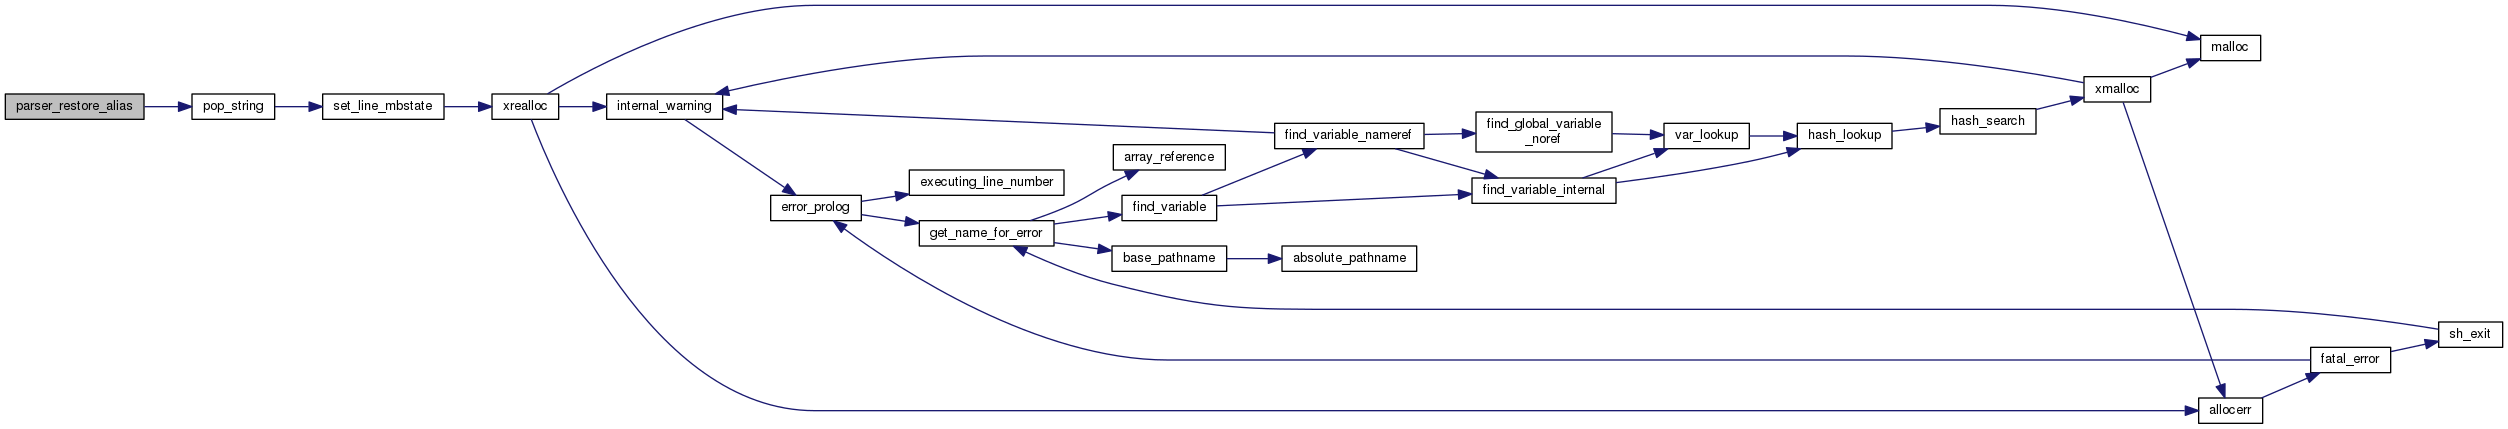 parser_restore_alias
pop_string
set_line_mbstate
xrealloc
internal_warning
error_prolog
executing_line_number
get_name_for_error
array_reference
find_variable
base_pathname
absolute_pathname
find_variable_nameref
find_global_variable
_noref
find_variable_internal
var_lookup
hash_lookup
hash_search
xmalloc
malloc
allocerr
fatal_error
sh_exit